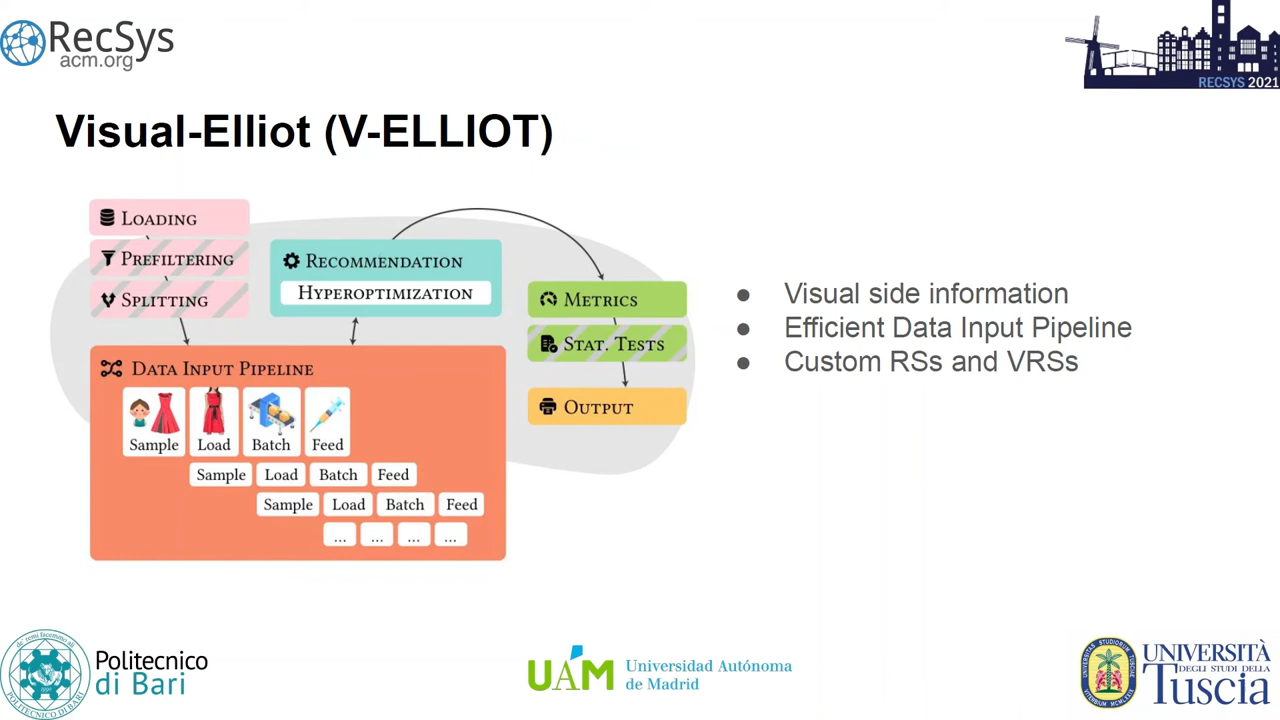 RecSys
acm.org
RECSYS 2021
Visual-Elliot (V-ELLIOT)
LOADING
PREFILTERING
SPLITTING
RECOMMENDATION
HYPEROPTIMIZATION
METRICS
STAT. TESTS
OUTPUT
DATA INPUT PIPELINE
Sample Load Batch Feed
Sample Load Batch Feed
Sample Load Batch Feed
... ... ... ...
● Visual side information
● Efficient Data Input Pipeline
● Custom RSs and VRSs
Politecnico
di Bari
UAM Universidad Autónoma
de Madrid
UNIVERSITÀ
DEGLI STUDI DELLA
Tuscia